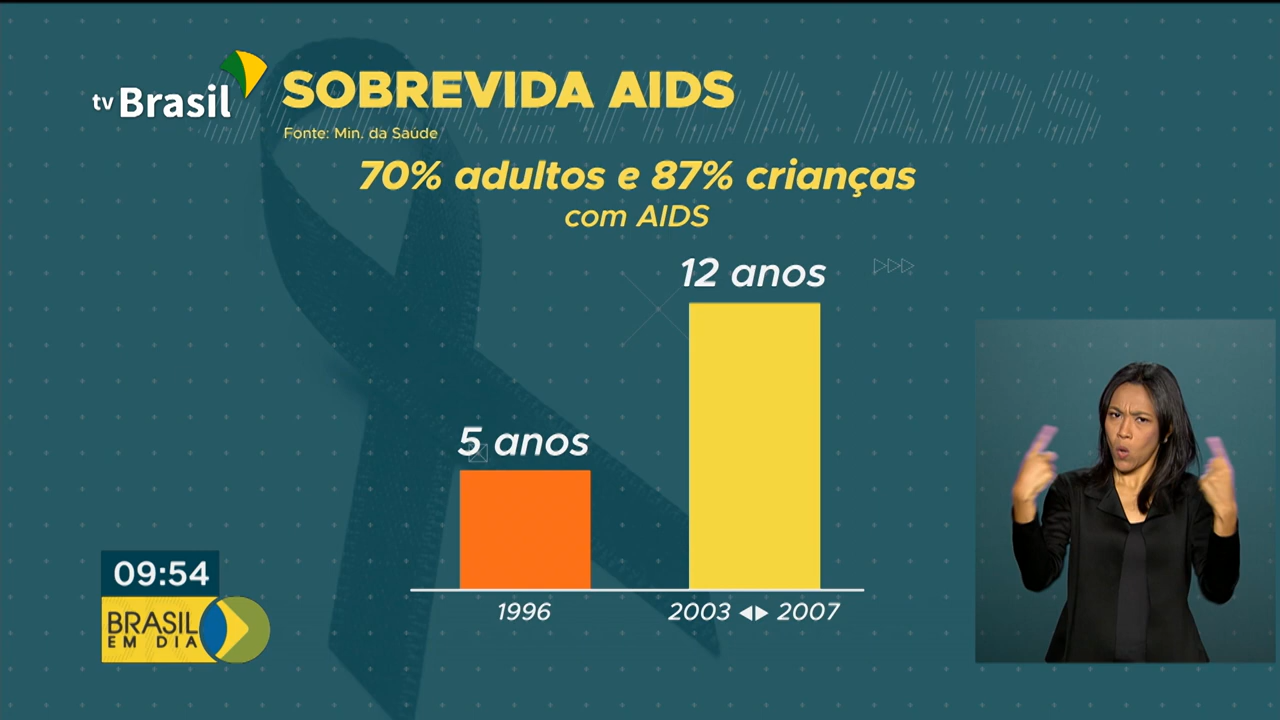 tv Brasil
SOBREVIDA AIDS
Fonte: Min. da Saúde
70% adultos e 87% crianças
com AIDS
12 anos
5 anos
1996
2003 ◀▶ 2007
09:54
BRASIL
EM DIA